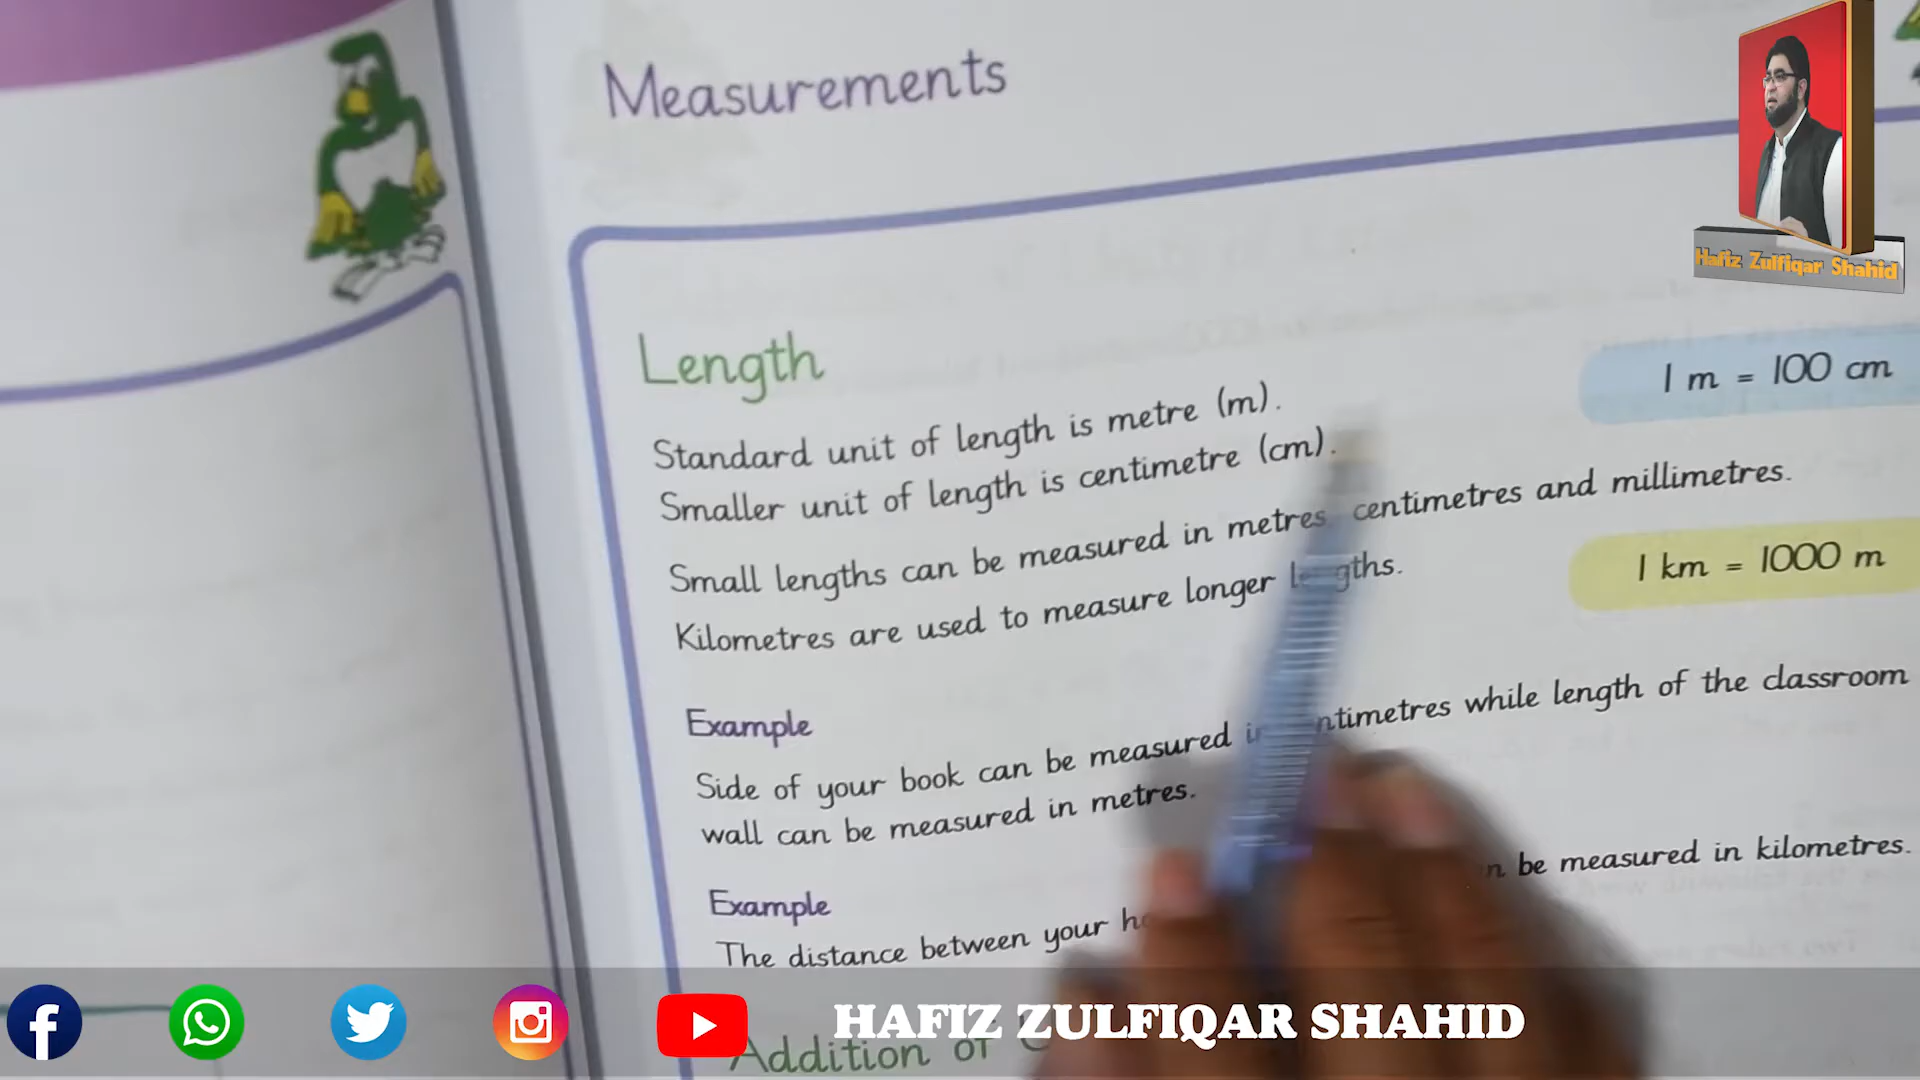 Measurements
Hafiz Zulfiqar Shahid
Length
1 m = 100 cm
Standard unit of length is metre (m).
Smaller unit of length is centimetre (cm).
Small lengths can be measured in metres, centimetres and millimetres.
Kilometres are used to measure longer lengths.
1 km = 1000 m
Example
Side of your book can be measured in centimetres while length of the classroom
wall can be measured in metres.
Example
The distance between your be measured in kilometres.
Addition of
HAFIZ ZULFIQAR SHAHID